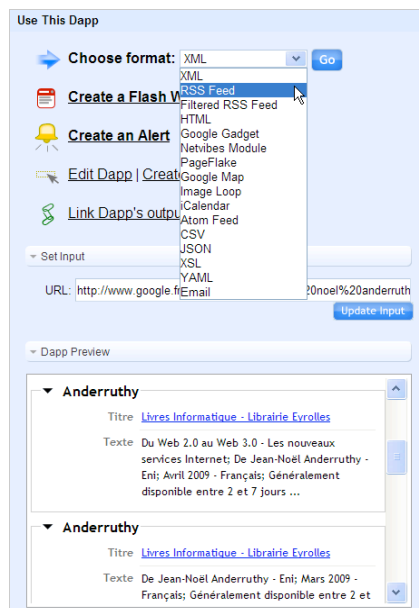 Use This Dapp
Choose format: XML Go
XML
RSS Feed
Filtered RSS Feed
HTML
Google Gadget
Netvibes Module
PageFlake
Google Map
Image Loop
iCalendar
Atom Feed
CSV
JSON
XSL
YAML
Email
Create a Flash W
Create an Alert
Edit Dapp | Create
Link Dapp's outpu
Set Input
URL: http://www.google.fr 20noel%20anderruth
Update Input
Dapp Preview
Anderruthy
Titre Livres Informatique - Librairie Eyrolles
Texte Du Web 2.0 au Web 3.0 - Les nouveaux
services Internet; De Jean-Noël Anderruthy -
Eni; Avril 2009 - Français; Généralement
disponible entre 2 et 7 jours ...
Anderruthy
Titre Livres Informatique - Librairie Eyrolles
Texte De Jean-Noël Anderruthy - Eni; Mars 2009 -
Français; Généralement disponible entre 2 et